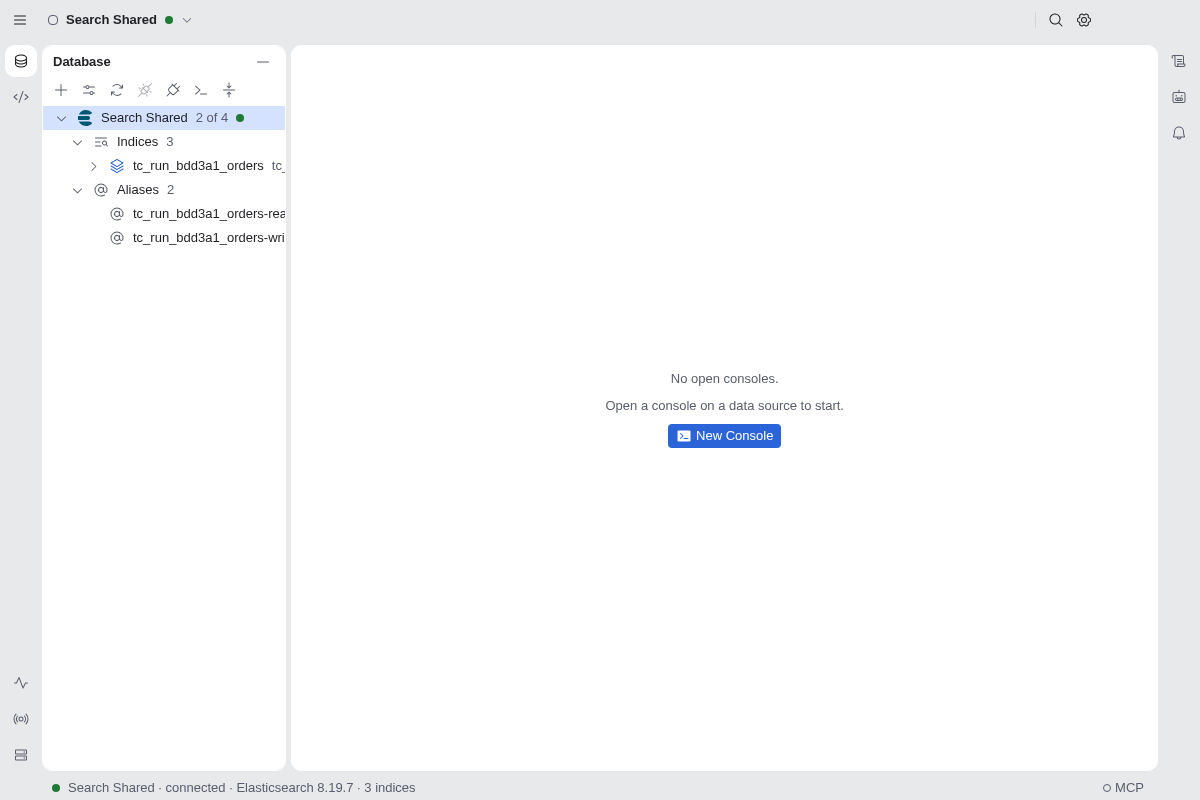 Search Shared
Database
Search Shared 2 of 4
Indices 3
tc_run_bdd3a1_orders tc_
Aliases 2
tc_run_bdd3a1_orders-rea
tc_run_bdd3a1_orders-wri
No open consoles.
Open a console on a data source to start.
New Console
Search Shared · connected · Elasticsearch 8.19.7 · 3 indices
MCP